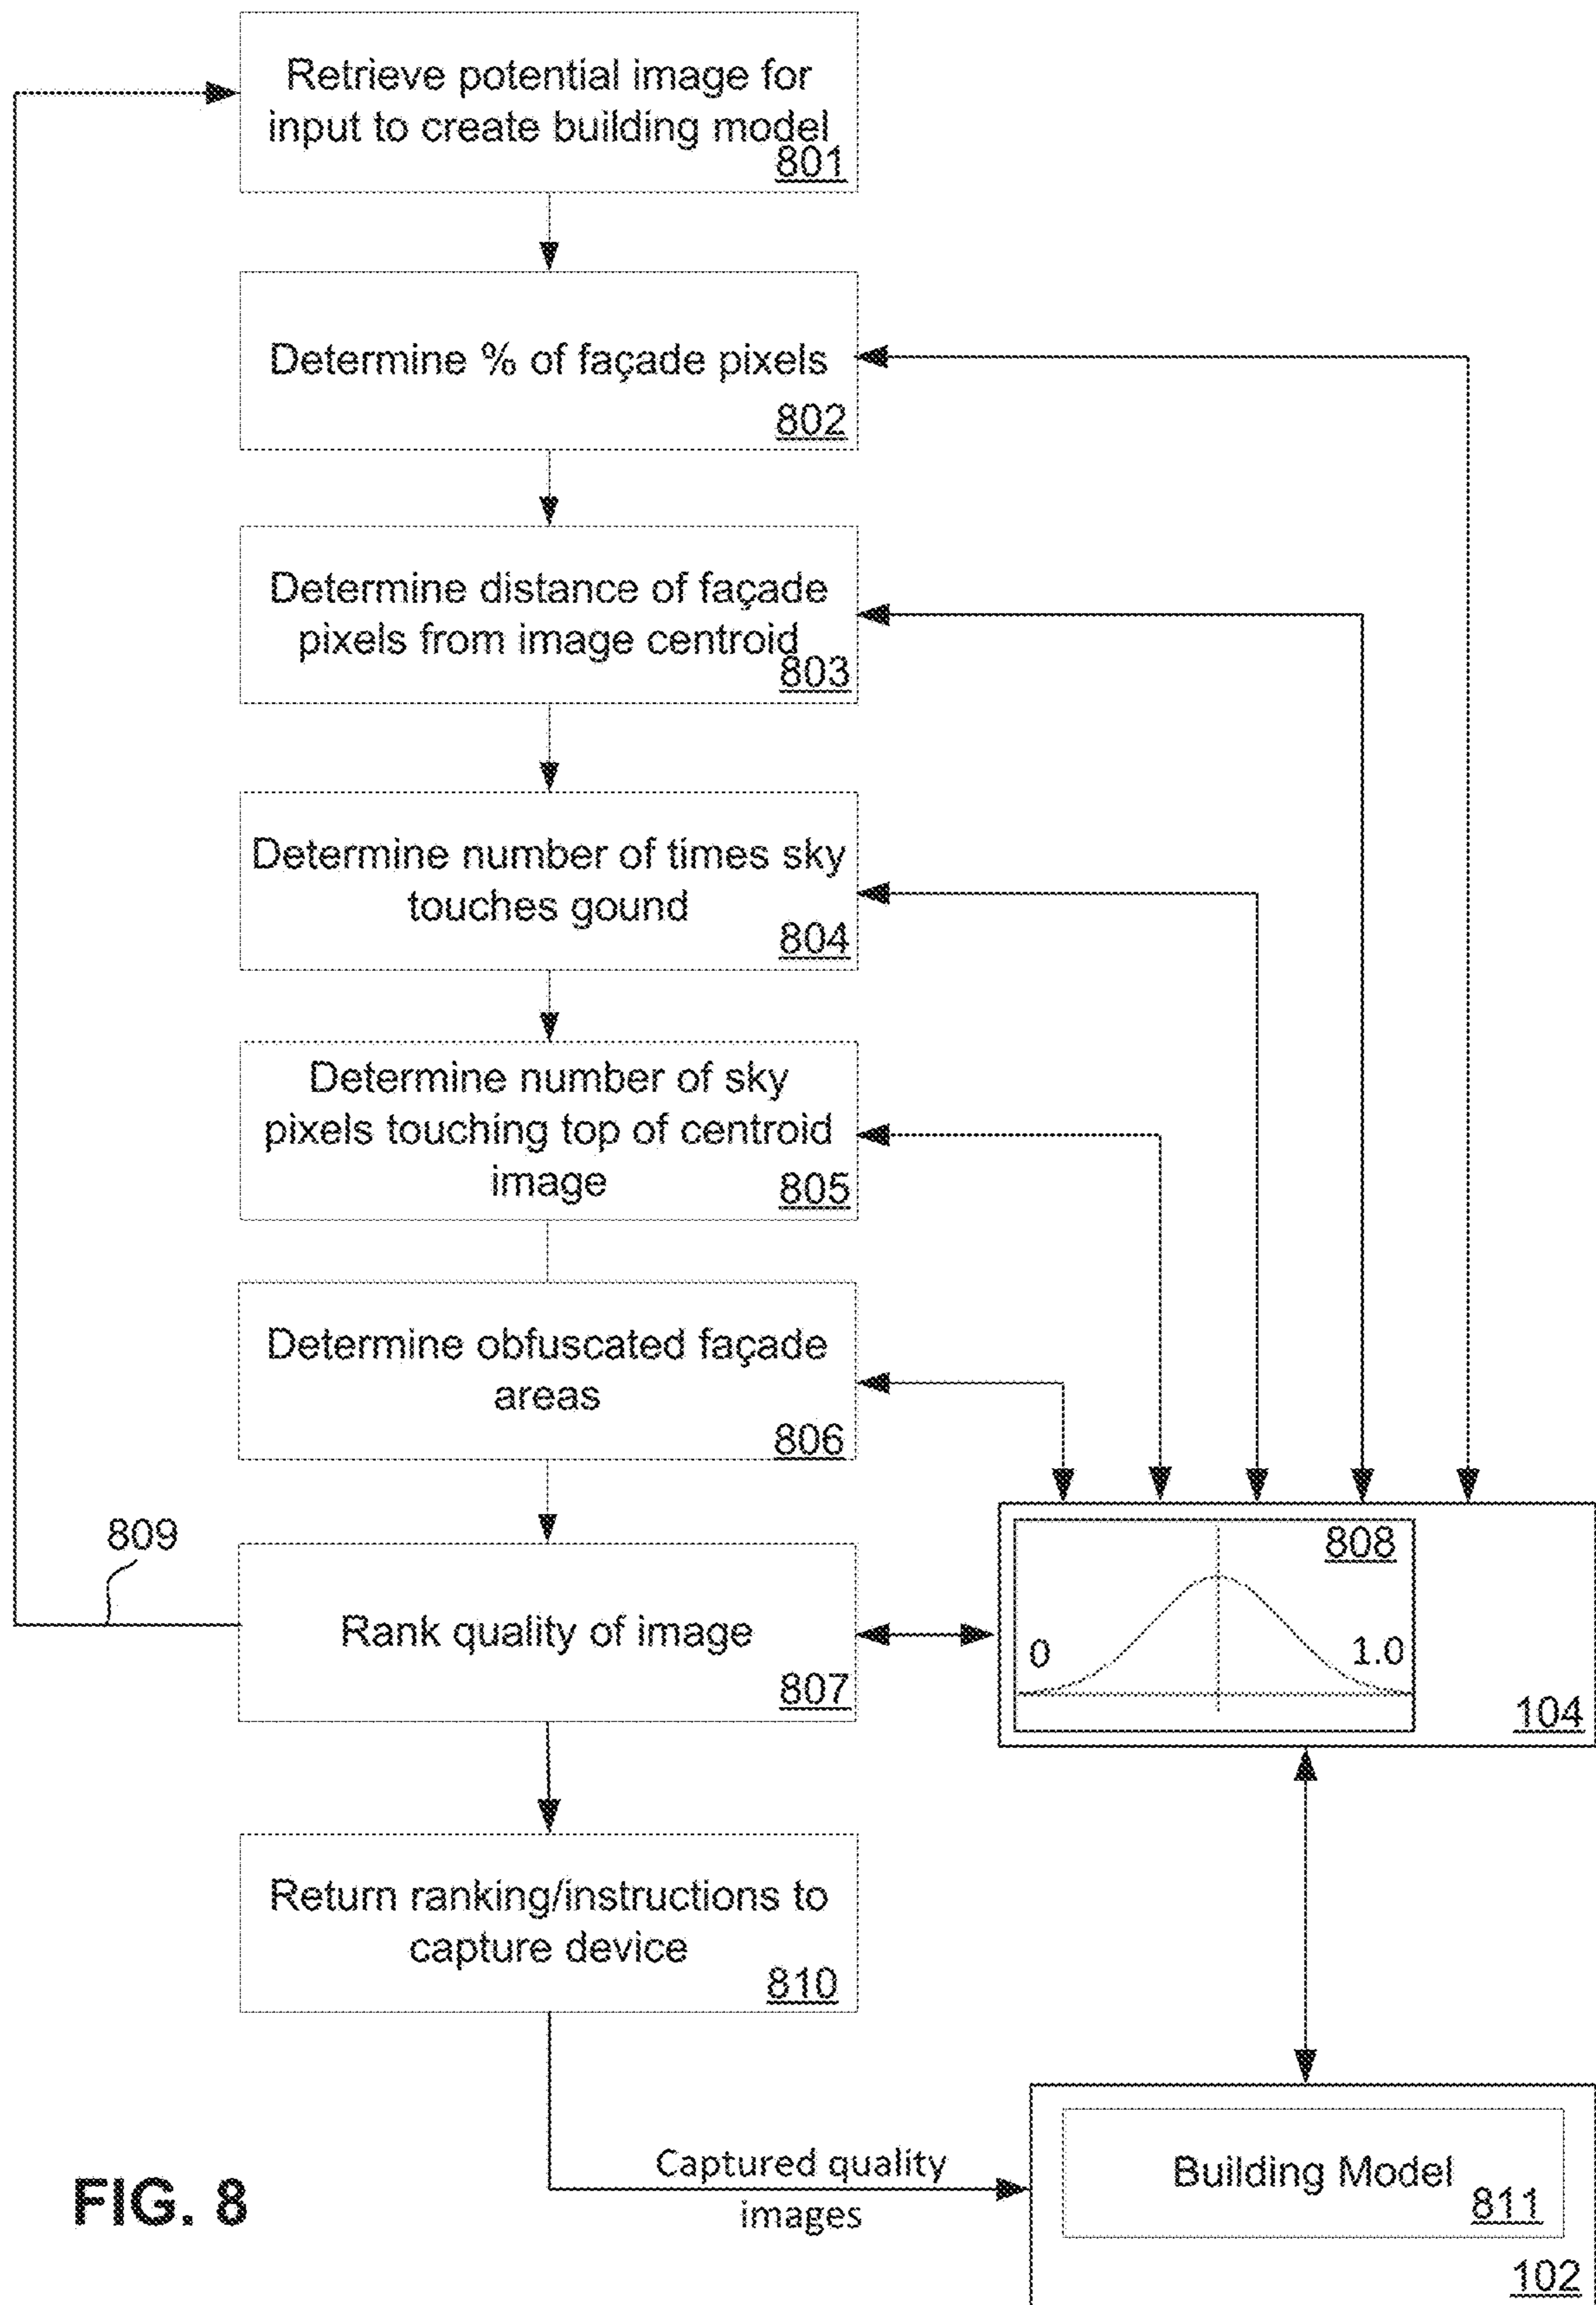 Retrieve potential image for
input to create building model
801
Determine % of façade pixels
802
Determine distance of façade
pixels from image centroid
803
Determine number of times sky
touches gound
804
Determine number of sky
pixels touching top of centroid
image
805
Determine obfuscated façade
areas
806
809
Rank quality of image
807
808
0
1.0
104
Return ranking/instructions to
capture device
810
Captured quality
images
Building Model
811
102
FIG. 8